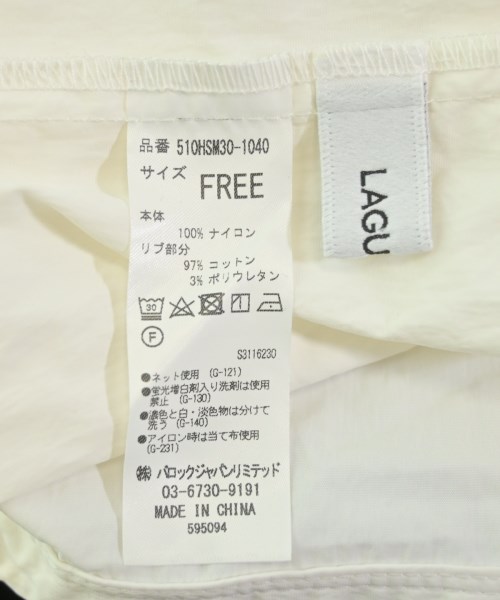 品番 510HSM30-1040
サイズ
FREE
本体
100% ナイロン
リブ部分
97% コットン
3% ポリウレタン
30
F
S3116230
●ネット使用 (G-121)
●蛍光増白剤入り洗剤は使用
禁止 (G-130)
●濃色と白・淡色物は分けて
洗う (G-140)
●アイロン時は当て布使用
(G-231)
㈱ バロックジャパンリミテッド
03-6730-9191
MADE IN CHINA
595094
LAGU